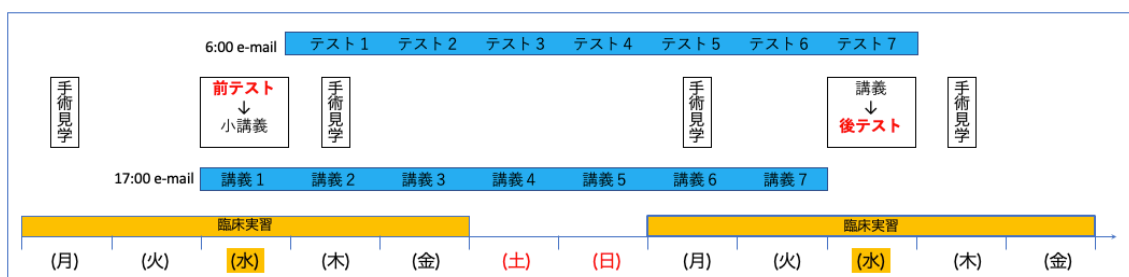 6:00 e-mail テスト1 テスト2 テスト3 テスト4 テスト5 テスト6 テスト7
手術見学
前テスト
↓
小講義
手術見学
手術見学
講義
↓
後テスト
手術見学
17:00 e-mail 講義1 講義2 講義3 講義4 講義5 講義6 講義7
臨床実習 臨床実習
(月) (火) (水) (木) (金) (土) (日) (月) (火) (水) (木) (金)